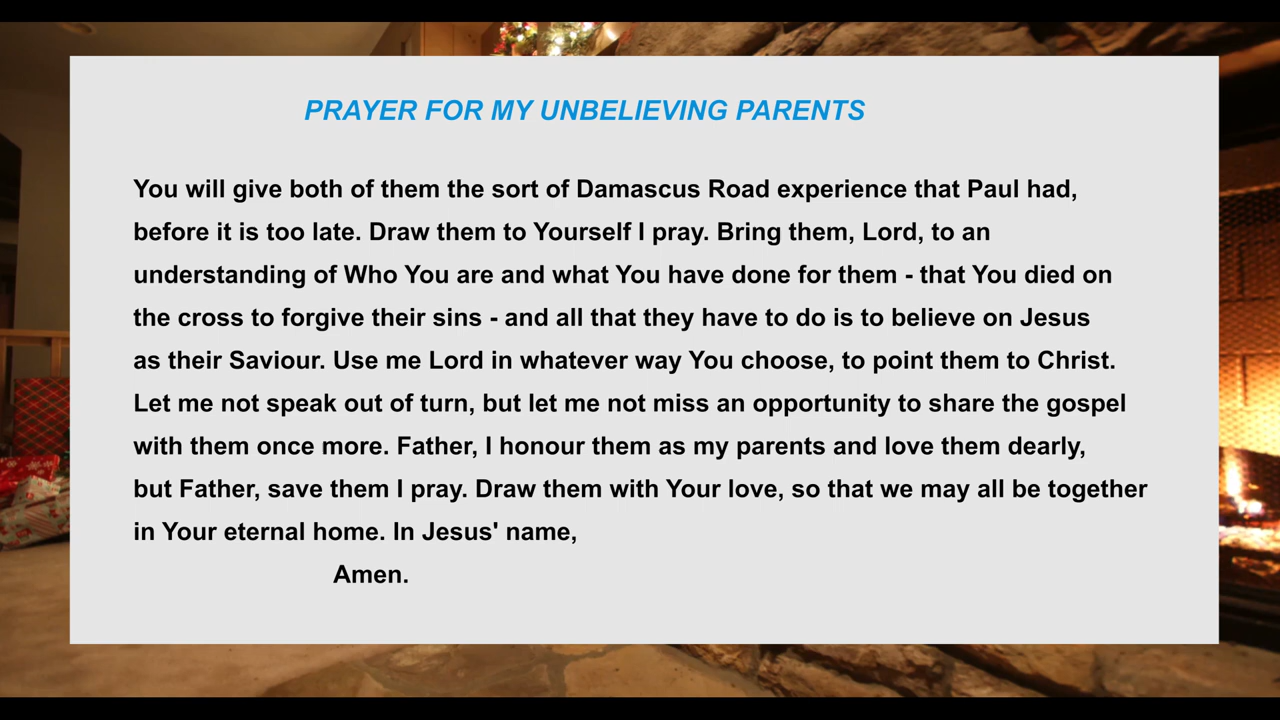 PRAYER FOR MY UNBELIEVING PARENTS
You will give both of them the sort of Damascus Road experience that Paul had,
before it is too late. Draw them to Yourself I pray. Bring them, Lord, to an
understanding of Who You are and what You have done for them - that You died on
the cross to forgive their sins - and all that they have to do is to believe on Jesus
as their Saviour. Use me Lord in whatever way You choose, to point them to Christ.
Let me not speak out of turn, but let me not miss an opportunity to share the gospel
with them once more. Father, I honour them as my parents and love them dearly,
but Father, save them I pray. Draw them with Your love, so that we may all be together
in Your eternal home. In Jesus' name,
Amen.